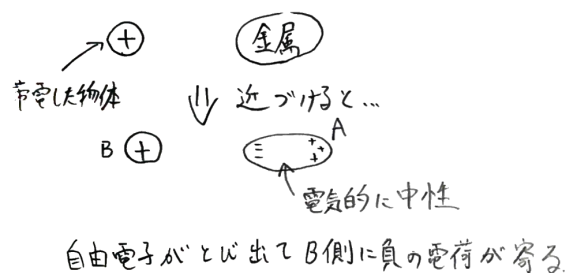 +
金属
帯電した物体
近づけると…
B
+
A
電気的に中性
自由電子がとび出てB側に負の電荷が寄る.